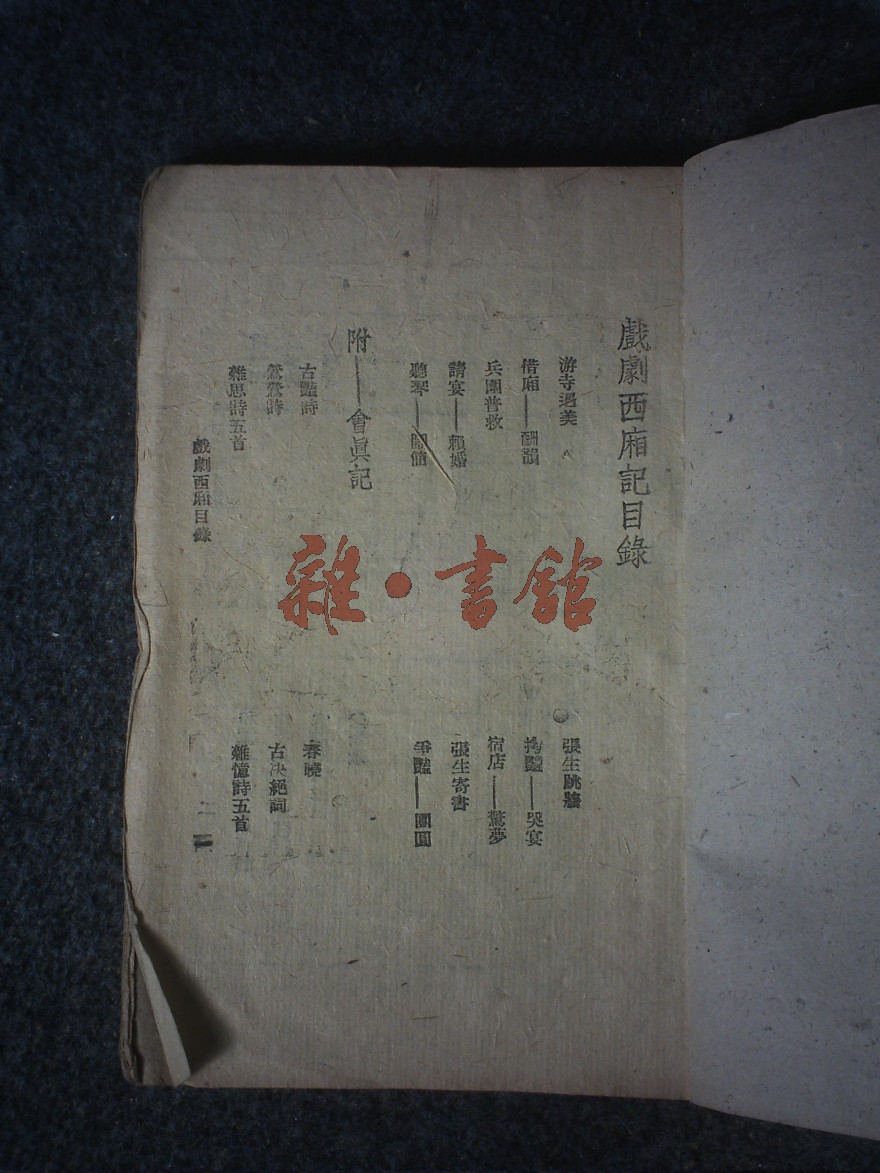 戲劇西廂記目錄
游寺遇美
張生跳牆
借廂——酬韻
拷豔——哭宴
兵圍普救
宿店——驚夢
請宴——賴婚
張生寄書
聽琴——鬧簡
爭豔——團圓
附——會眞記
古豔詩
春曉
鶯鶯詩
古決絕詞
雜思詩五首
雜憶詩五首
戲劇西廂目錄
二
雜·書館